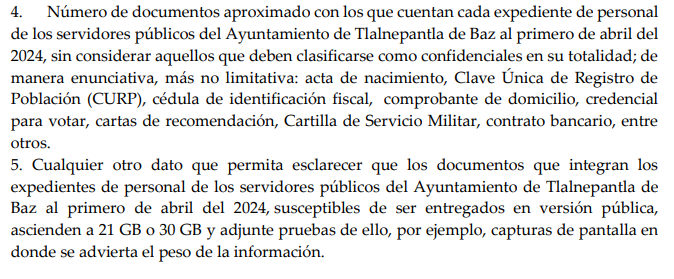 4. Número de documentos aproximado con los que cuentan cada expediente de personal
de los servidores públicos del Ayuntamiento de Tlalnepantla de Baz al primero de abril del
2024, sin considerar aquellos que deben clasificarse como confidenciales en su totalidad; de
manera enunciativa, más no limitativa: acta de nacimiento, Clave Única de Registro de
Población (CURP), cédula de identificación fiscal, comprobante de domicilio, credencial
para votar, cartas de recomendación, Cartilla de Servicio Militar, contrato bancario, entre
otros.
5. Cualquier otro dato que permita esclarecer que los documentos que integran los
expedientes de personal de los servidores públicos del Ayuntamiento de Tlalnepantla de
Baz al primero de abril del 2024, susceptibles de ser entregados en versión pública,
ascienden a 21 GB o 30 GB y adjunte pruebas de ello, por ejemplo, capturas de pantalla en
donde se advierta el peso de la información.